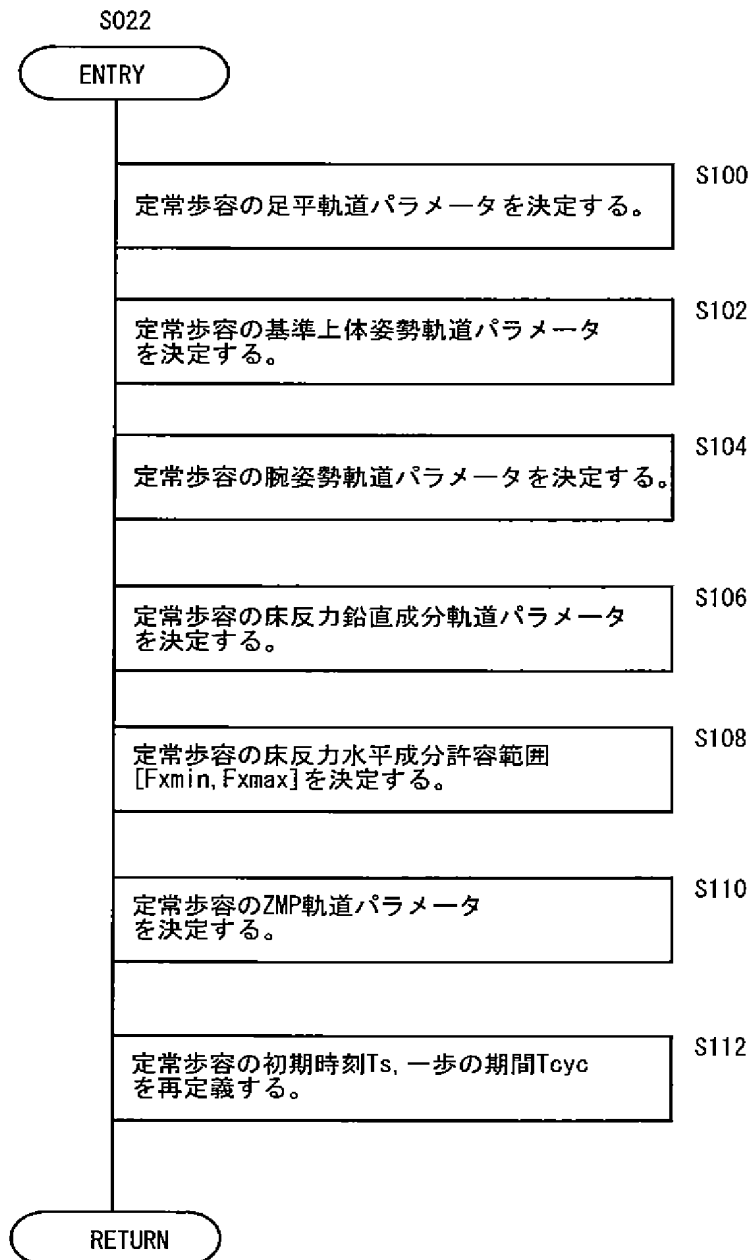 S022
ENTRY
S100
定常歩容の足平軌道パラメータを決定する。
S102
定常歩容の基準上体姿勢軌道パラメータ
を決定する。
S104
定常歩容の腕姿勢軌道パラメータを決定する。
S106
定常歩容の床反力鉛直成分軌道パラメータ
を決定する。
S108
定常歩容の床反力水平成分許容範囲
[Fxmin,Fxmax]を決定する。
S110
定常歩容のZMP軌道パラメータ
を決定する。
S112
定常歩容の初期時刻Ts,一歩の期間Tcyc
を再定義する。
RETURN